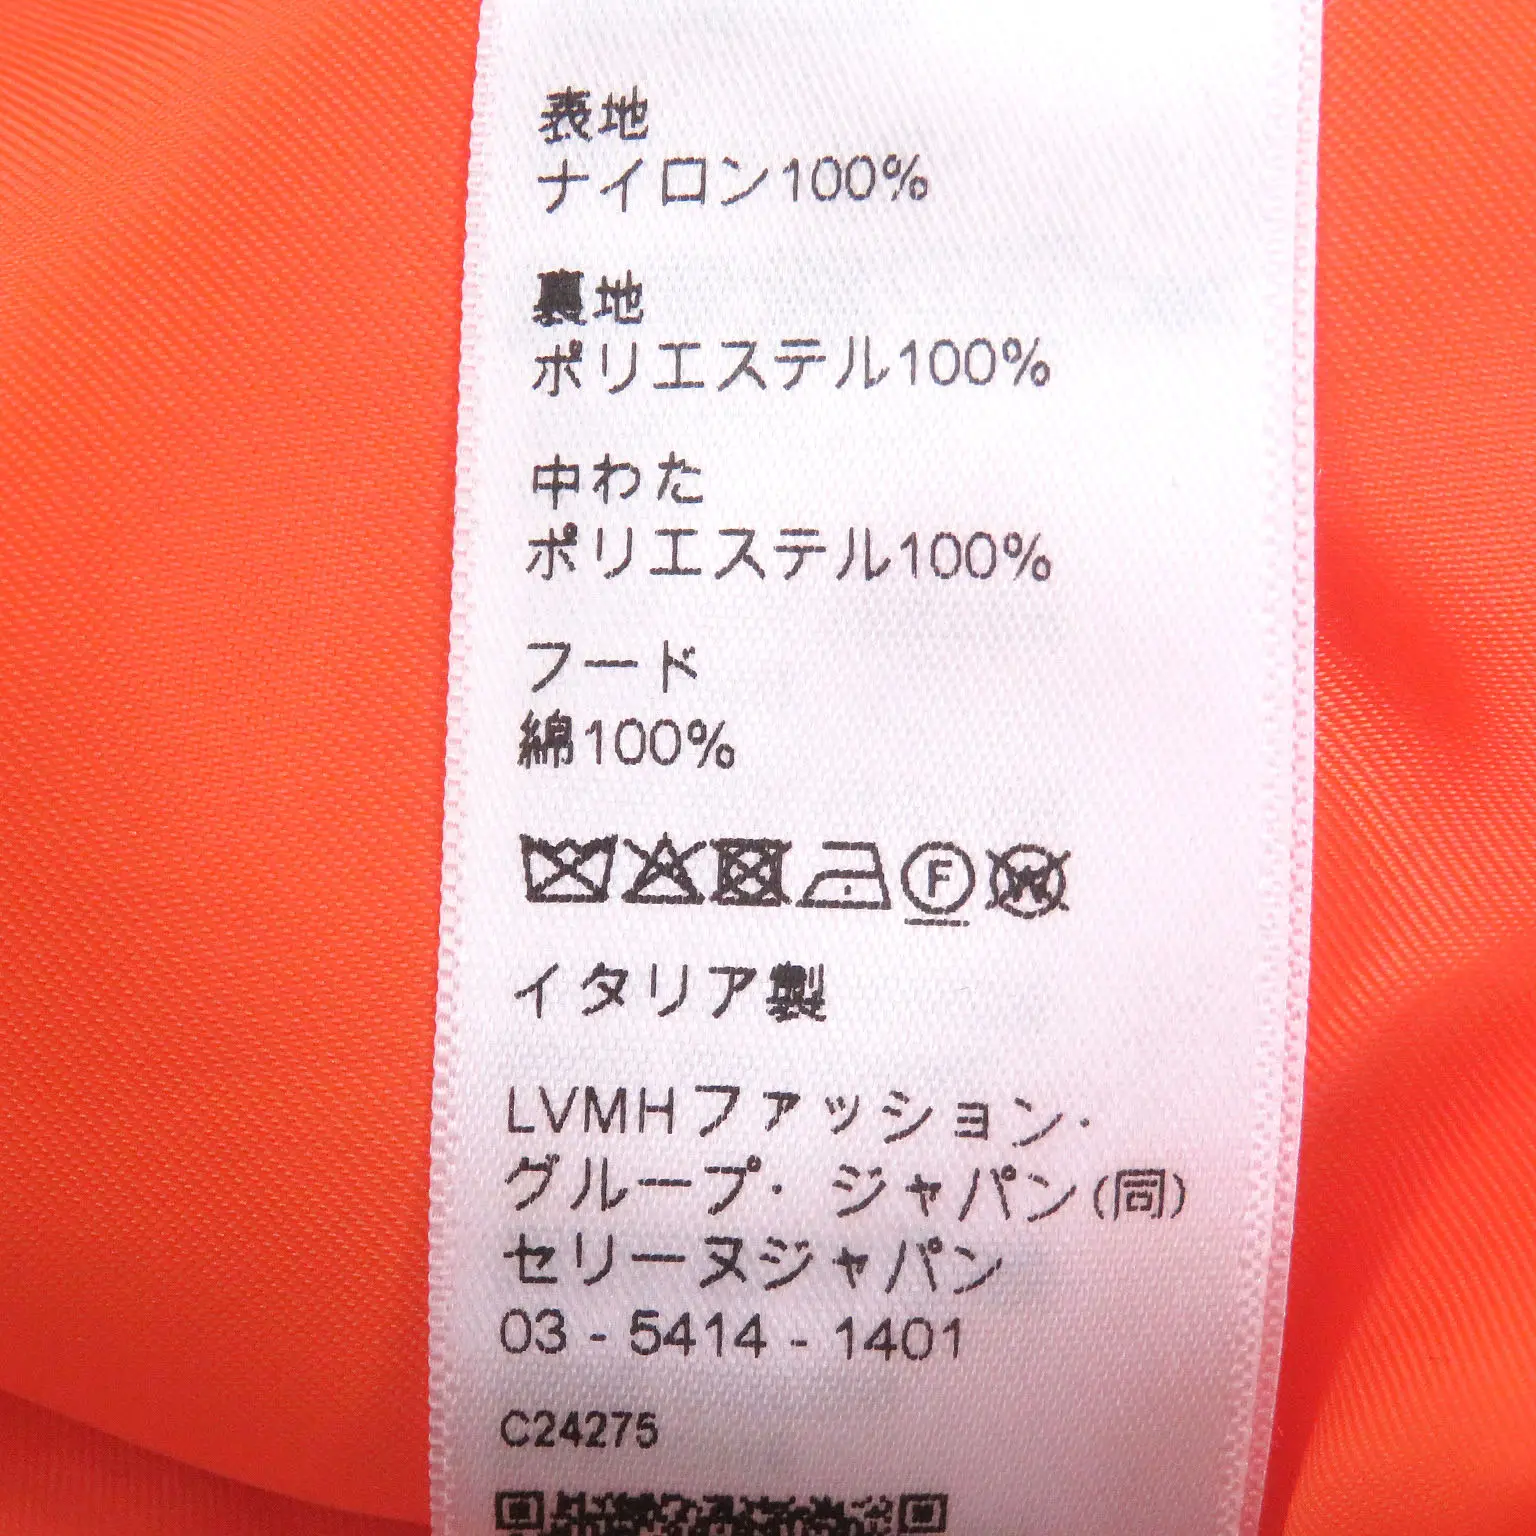 表地
ナイロン100%
裏地
ポリエステル100%
中わた
ポリエステル100%
フード
綿100%
F W
イタリア製
LVMHファッション・
グループ・ジャパン(同)
セリーヌジャパン
03 - 5414 - 1401
C24275